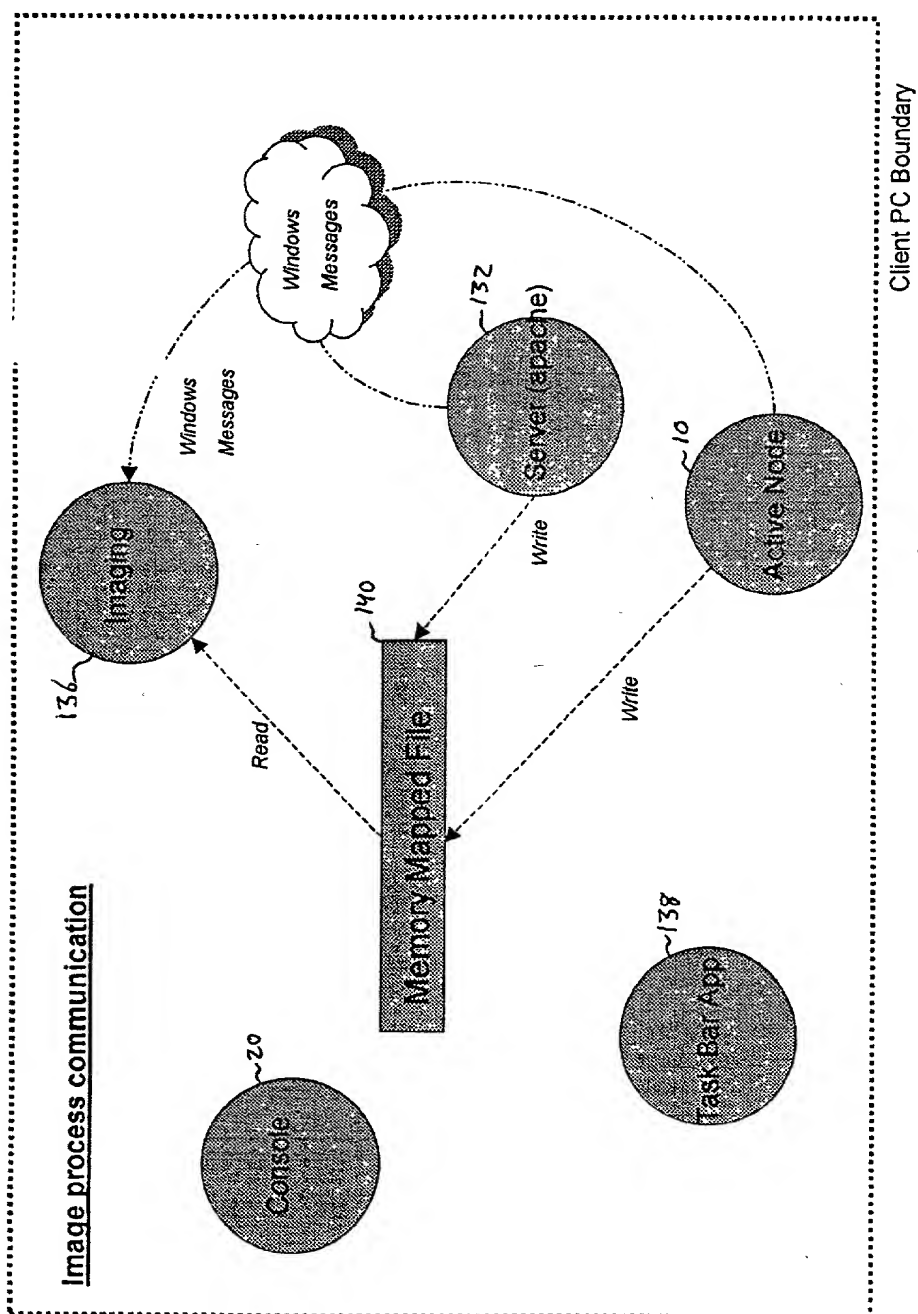 Image process communication
Console
20
Task Bar App
138
Memory Mapped File
140
Read
Write
Write
Imaging
136
Windows
Messages
Windows
Messages
Server (apache)
132
Active Node
10
Client PC Boundary